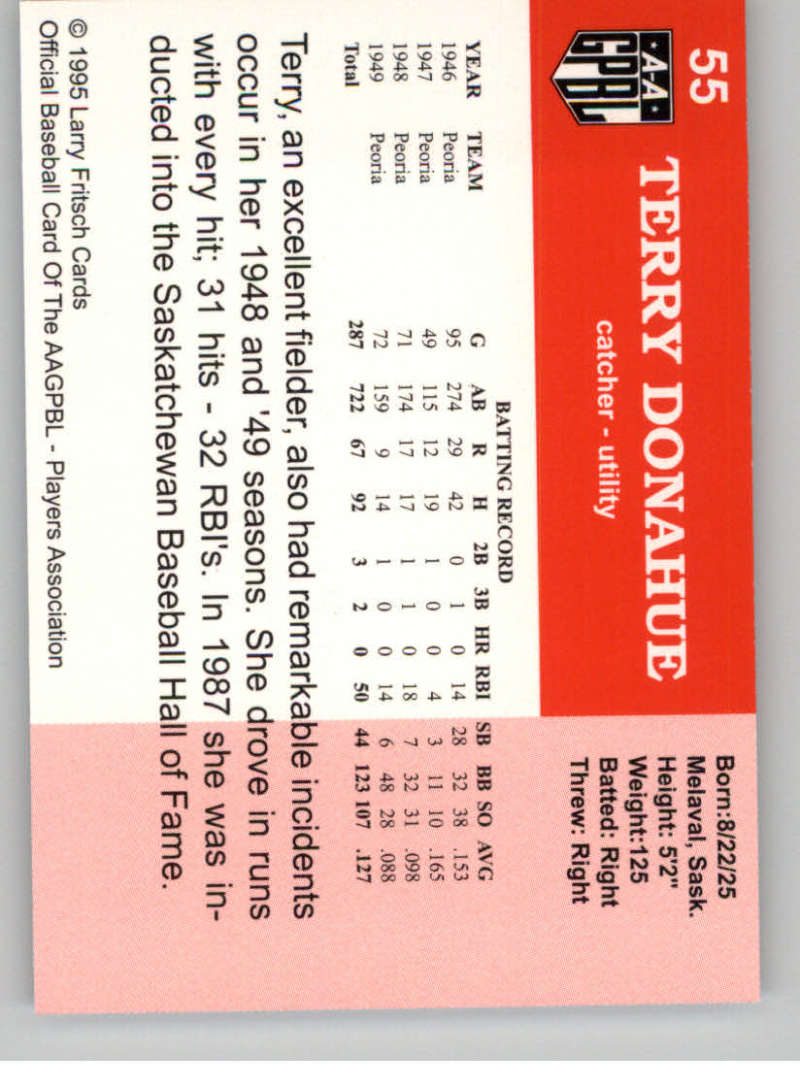 55
A-A
GPBL
TERRY DONAHUE
catcher - utility
Born:8/22/25
Melaval, Sask.
Height: 5'2"
Weight:125
Batted: Right
Threw: Right
BATTING RECORD
YEAR TEAM G AB R H 2B 3B HR RBI SB BB SO AVG
1946 Peoria 95 274 29 42 0 1 0 14 28 32 38 .153
1947 Peoria 49 115 12 19 1 0 0 4 3 11 10 .165
1948 Peoria 71 174 17 17 1 1 0 18 7 32 31 .098
1949 Peoria 72 159 9 14 1 0 0 14 6 48 28 .088
Total 287 722 67 92 3 2 0 50 44 123 107 .127
Terry, an excellent fielder, also had remarkable incidents
occur in her 1948 and '49 seasons. She drove in runs
with every hit; 31 hits - 32 RBI's. In 1987 she was in-
ducted into the Saskatchewan Baseball Hall of Fame.
© 1995 Larry Fritsch Cards
Official Baseball Card Of The AAGPBL - Players Association